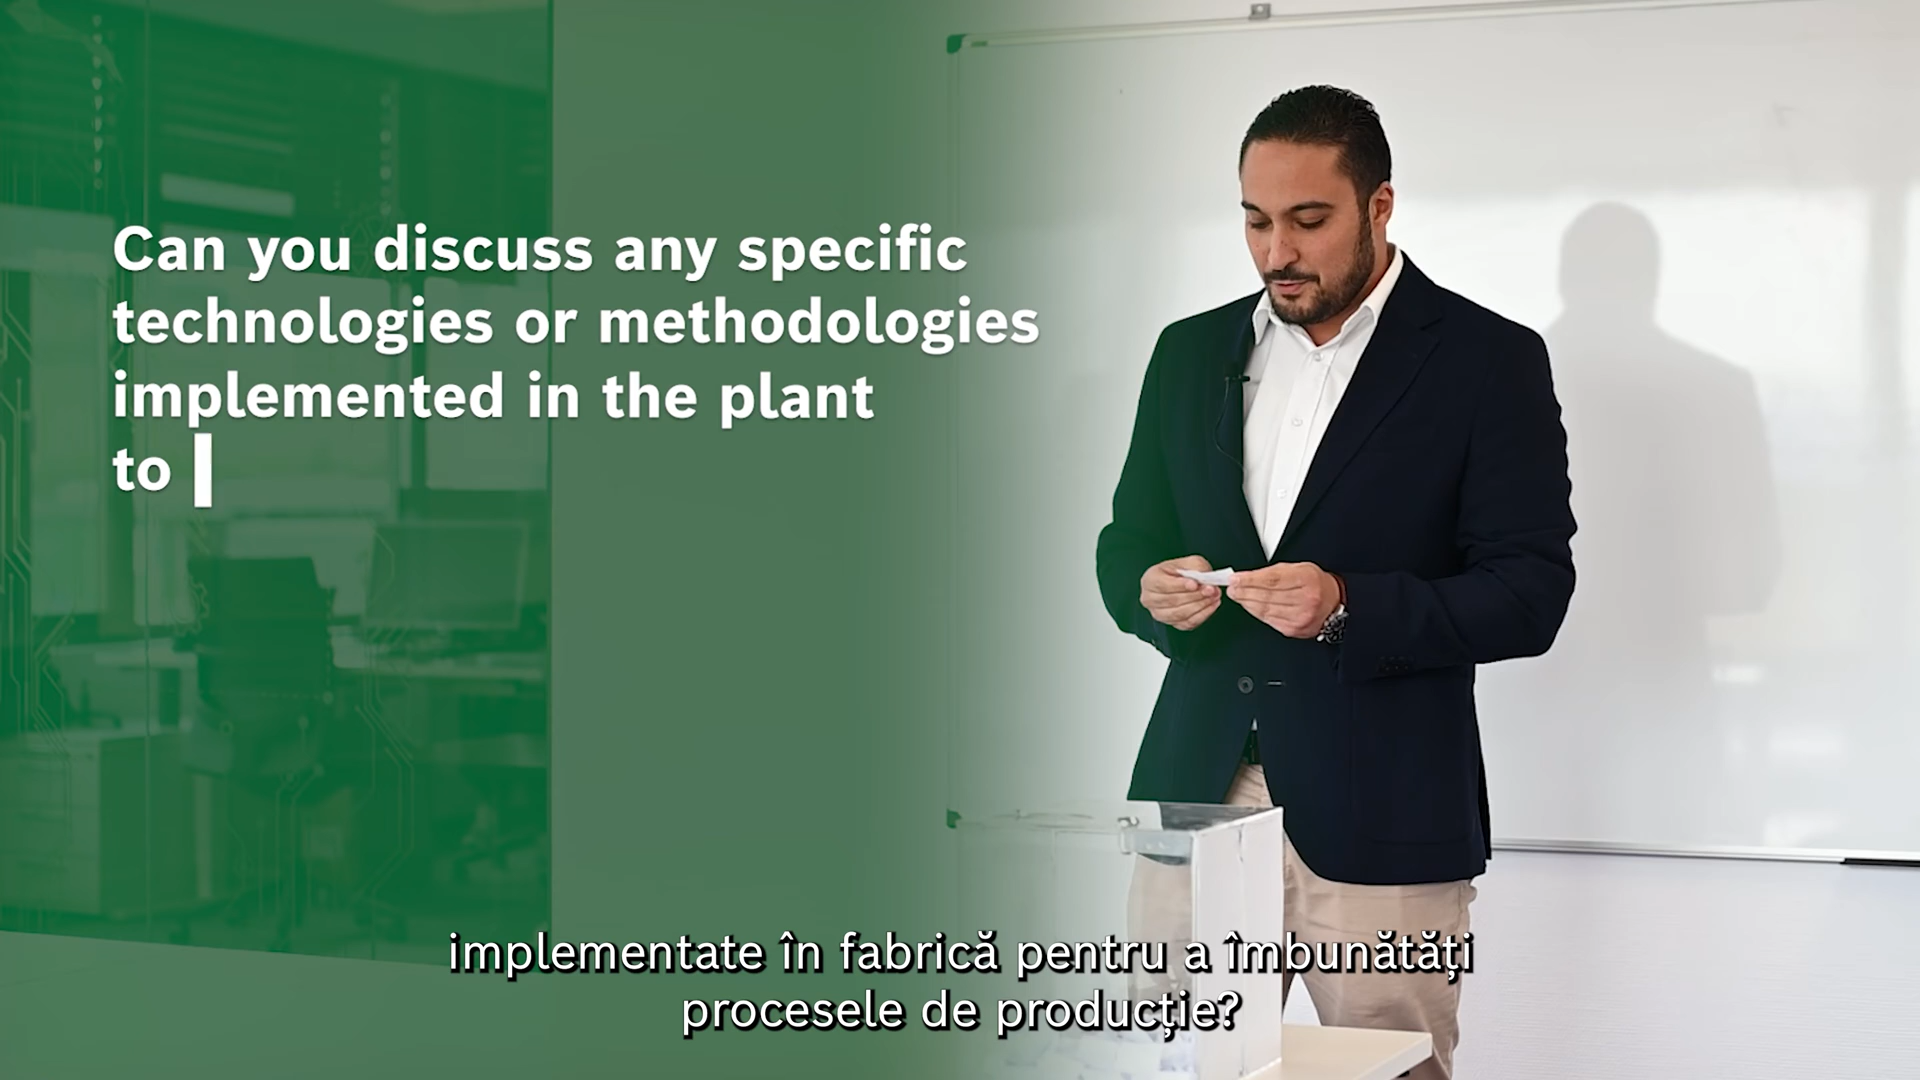 Can you discuss any specific
technologies or methodologies
implemented in the plant
to
implementate în fabrică pentru a îmbunătăți
procesele de producție?